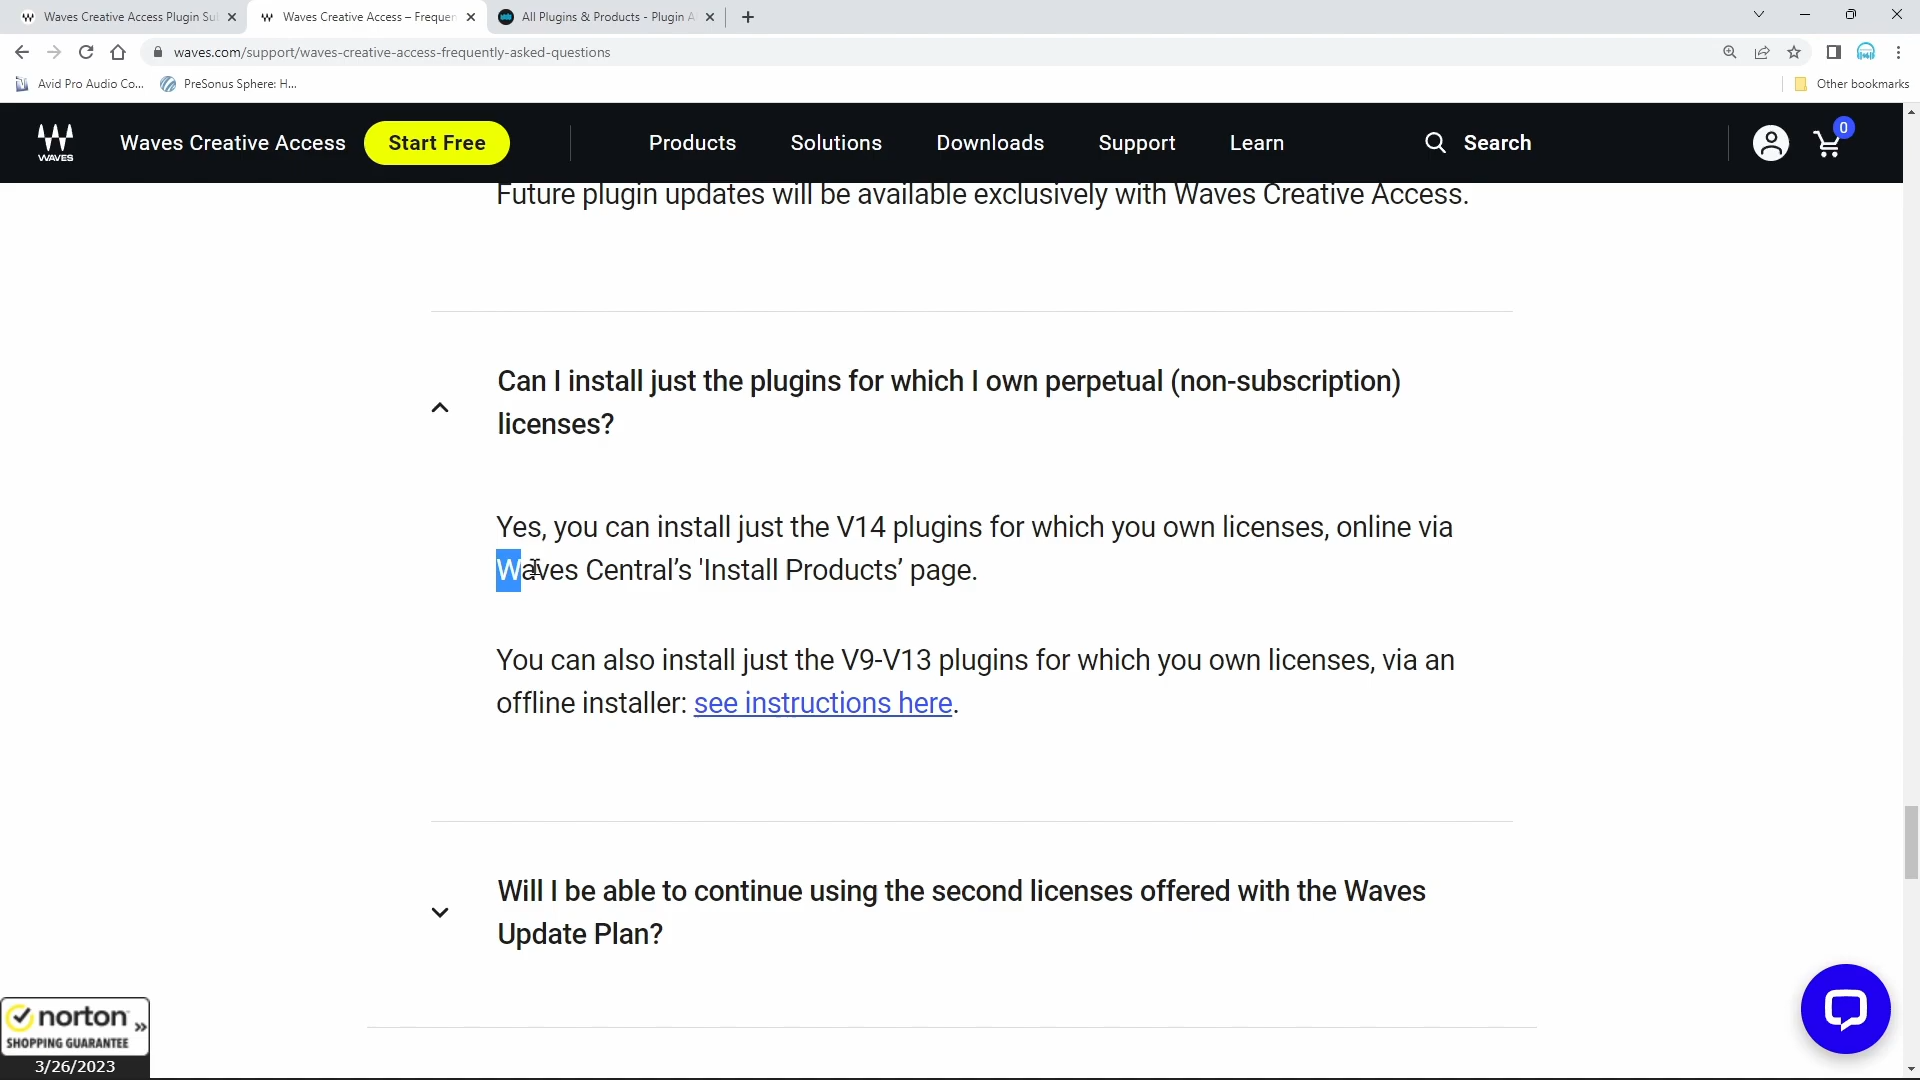 Waves Creative Access Plugin Su
Waves Creative Access – Frequen
All Plugins & Products - Plugin A
waves.com/support/waves-creative-access-frequently-asked-questions
Avid Pro Audio Co...
PreSonus Sphere: H...
Other bookmarks
WAVES
Waves Creative Access
Start Free
Products
Solutions
Downloads
Support
Learn
Search
0
Future plugin updates will be available exclusively with Waves Creative Access.
Can I install just the plugins for which I own perpetual (non-subscription)
licenses?
Yes, you can install just the V14 plugins for which you own licenses, online via
Waves Central’s 'Install Products’ page.
You can also install just the V9-V13 plugins for which you own licenses, via an
offline installer: see instructions here.
Will I be able to continue using the second licenses offered with the Waves
Update Plan?
norton
SHOPPING GUARANTEE
3/26/2023